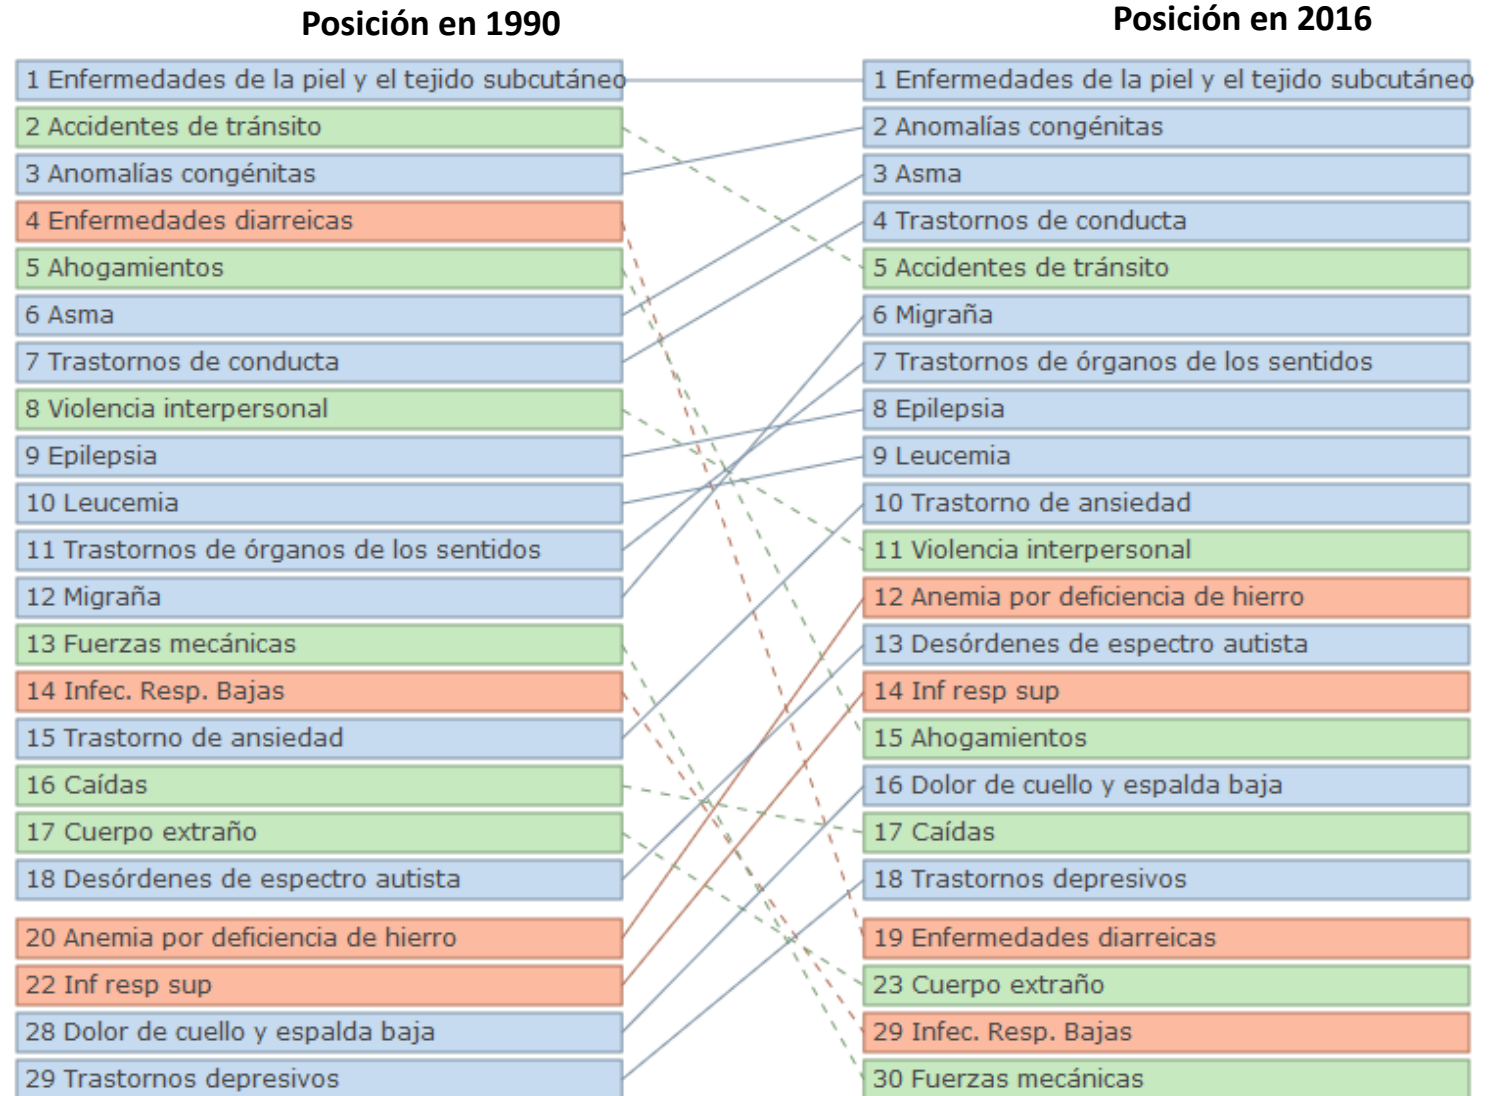 Posición en 1990
1 Enfermedades de la piel y el tejido subcutáneo
2 Accidentes de tránsito
3 Anomalías congénitas
4 Enfermedades diarreicas
5 Ahogamientos
6 Asma
7 Trastornos de conducta
8 Violencia interpersonal
9 Epilepsia
10 Leucemia
11 Trastornos de órganos de los sentidos
12 Migraña
13 Fuerzas mecánicas
14 Infec. Resp. Bajas
15 Trastorno de ansiedad
16 Caídas
17 Cuerpo extraño
18 Desórdenes de espectro autista
20 Anemia por deficiencia de hierro
22 Inf resp sup
28 Dolor de cuello y espalda baja
29 Trastornos depresivos
Posición en 2016
1 Enfermedades de la piel y el tejido subcutáneo
2 Anomalías congénitas
3 Asma
4 Trastornos de conducta
5 Accidentes de tránsito
6 Migraña
7 Trastornos de órganos de los sentidos
8 Epilepsia
9 Leucemia
10 Trastorno de ansiedad
11 Violencia interpersonal
12 Anemia por deficiencia de hierro
13 Desórdenes de espectro autista
14 Inf resp sup
15 Ahogamientos
16 Dolor de cuello y espalda baja
17 Caídas
18 Trastornos depresivos
19 Enfermedades diarreicas
23 Cuerpo extraño
29 Infec. Resp. Bajas
30 Fuerzas mecánicas